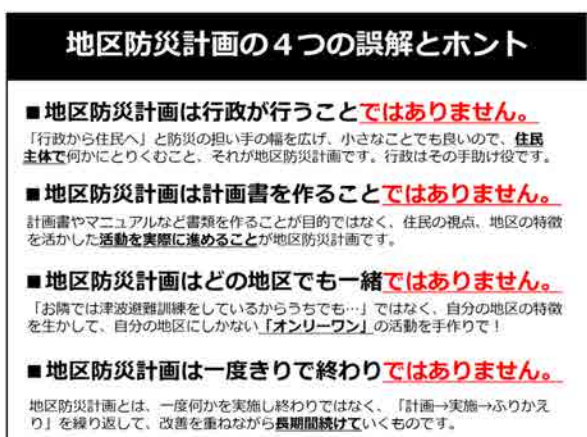 地区防災計画の４つの誤解とホント
■地区防災計画は行政が行うことではありません。
「行政から住民へ」と防災の担い手の幅を広げ、小さなことでも良いので、住民
主体で何かにとりくむこと、それが地区防災計画です。行政はその手助け役です。
■地区防災計画は計画書を作ることではありません。
計画書やマニュアルなど書類を作ることが目的ではなく、住民の視点、地区の特徴
を活かした活動を実際に進めることが地区防災計画です。
■地区防災計画はどの地区でも一緒ではありません。
「お隣では津波避難訓練をしているからうちでも…」ではなく、自分の地区の特徴
を生かして、自分の地区にしかない「オンリーワン」の活動を手作りで！
■地区防災計画は一度きりで終わりではありません。
地区防災計画とは、一度何かを実施し終わりではなく、「計画→実施→ふりかえ
り」を繰り返して、改善を重ねながら長期間続けていくものです。